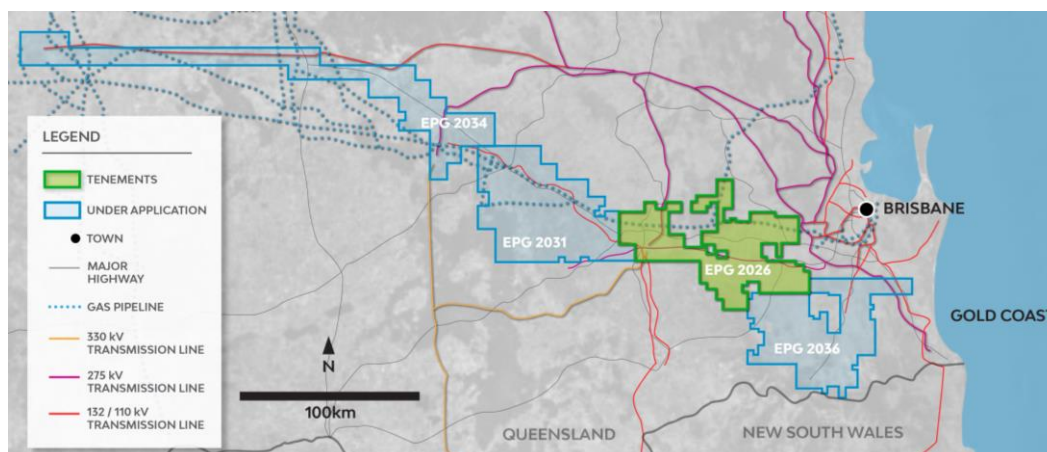 EPG 2034
LEGEND
TENEMENTS
UNDER APPLICATION
TOWN
MAJOR
HIGHWAY
GAS PIPELINE
330 kV
TRANSMISSION LINE
275 kV
TRANSMISSION LINE
132 / 110 kV
TRANSMISSION LINE
BRISBANE
EPG 2031
EPG 2026
GOLD COAST
EPG 2036
N
100km
QUEENSLAND
NEW SOUTH WALES